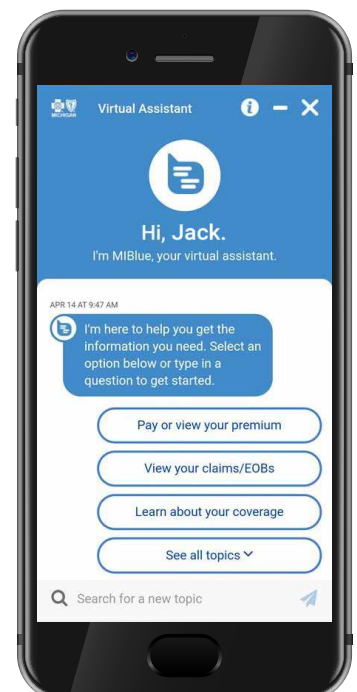 MICHIGAN
Virtual Assistant
Hi, Jack.
I'm MIBlue, your virtual assistant.
APR 14 AT 9:47 AM
I'm here to help you get the
information you need. Select an
option below or type in a
question to get started.
Pay or view your premium
View your claims/EOBs
Learn about your coverage
See all topics
Search for a new topic